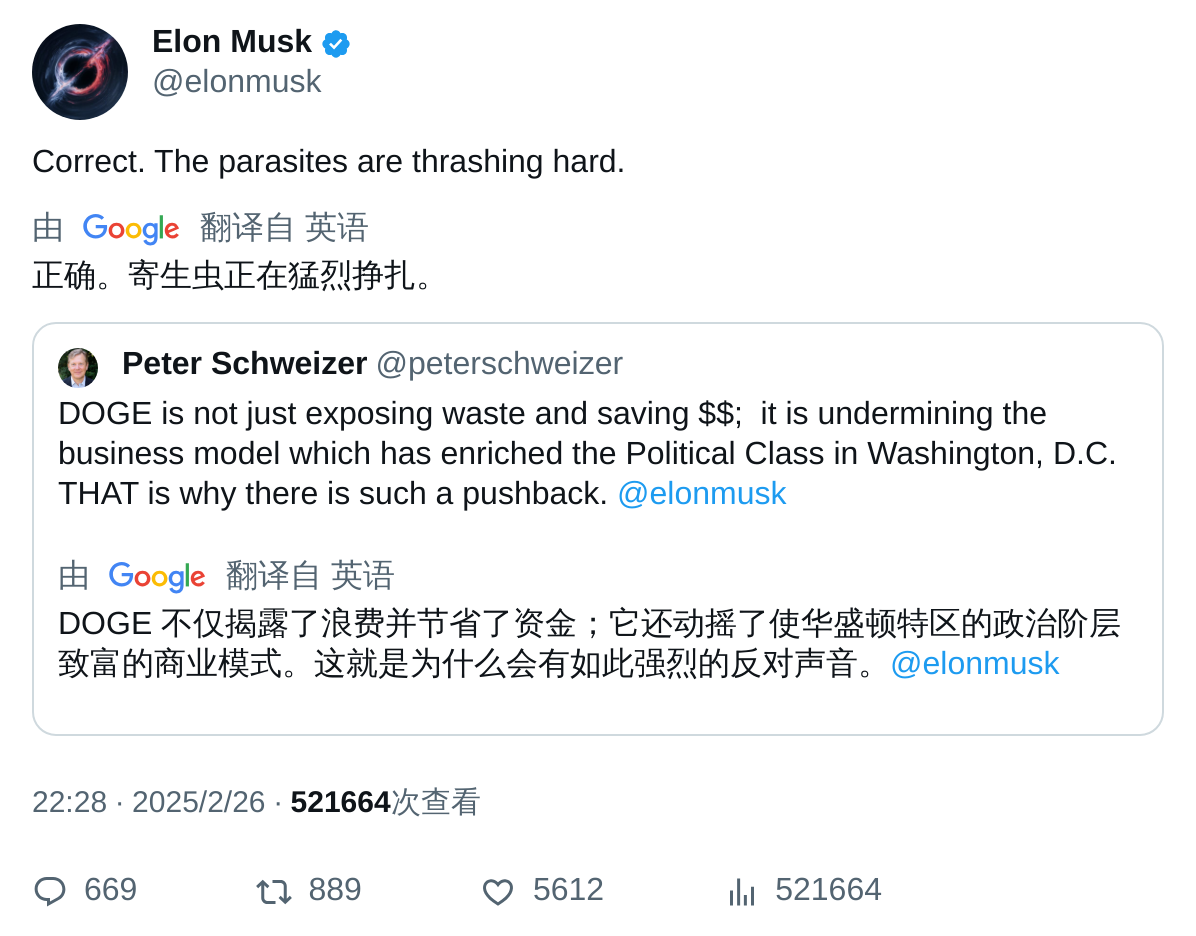 Elon Musk
@elonmusk
Correct. The parasites are thrashing hard.
由 Google 翻译自 英语
正确。寄生虫正在猛烈挣扎。
Peter Schweizer @peterschweizer
DOGE is not just exposing waste and saving $$;  it is undermining the
business model which has enriched the Political Class in Washington, D.C.
THAT is why there is such a pushback. @elonmusk
由 Google 翻译自 英语
DOGE 不仅揭露了浪费并节省了资金；它还动摇了使华盛顿特区的政治阶层
致富的商业模式。这就是为什么会有如此强烈的反对声音。@elonmusk
22:28 · 2025/2/26 · 521664次查看
669 889 5612 521664